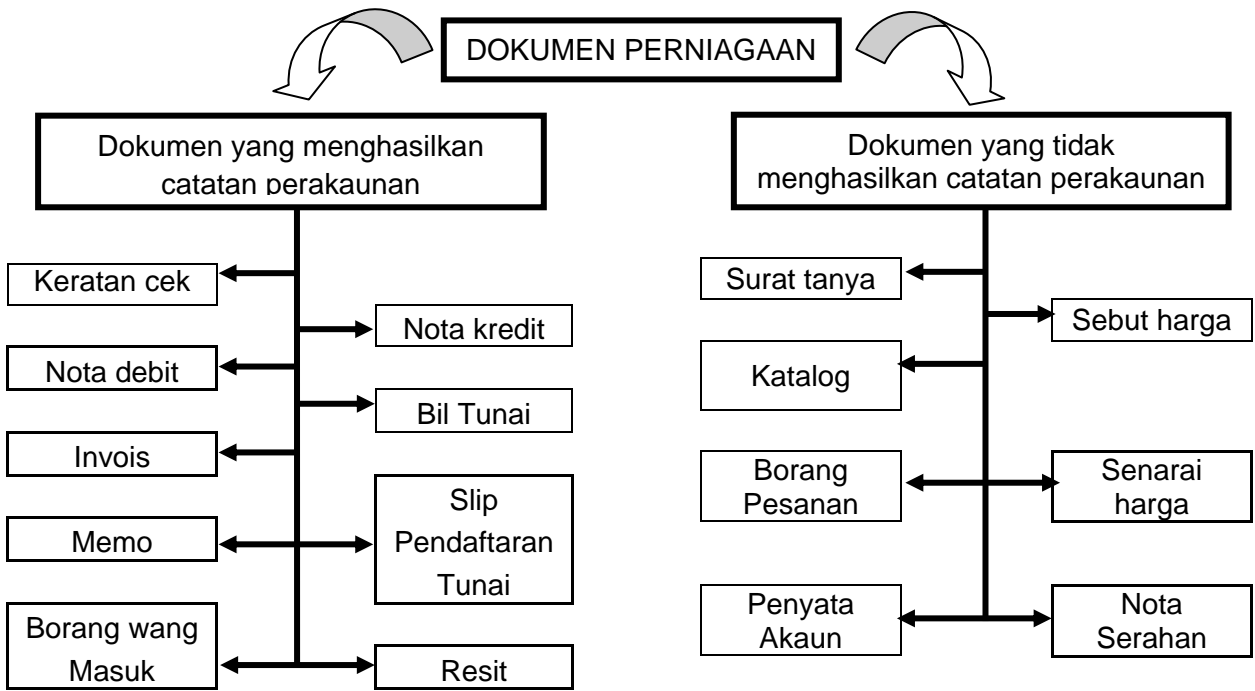 DOKUMEN PERNIAGAAN
Dokumen yang menghasilkan
catatan perakaunan
Keratan cek
Nota kredit
Nota debit
Bil Tunai
Invois
Slip
Pendaftaran
Tunai
Memo
Borang wang
Masuk
Resit
Dokumen yang tidak
menghasilkan catatan perakaunan
Surat tanya
Sebut harga
Katalog
Borang
Pesanan
Senarai
harga
Penyata
Akaun
Nota
Serahan